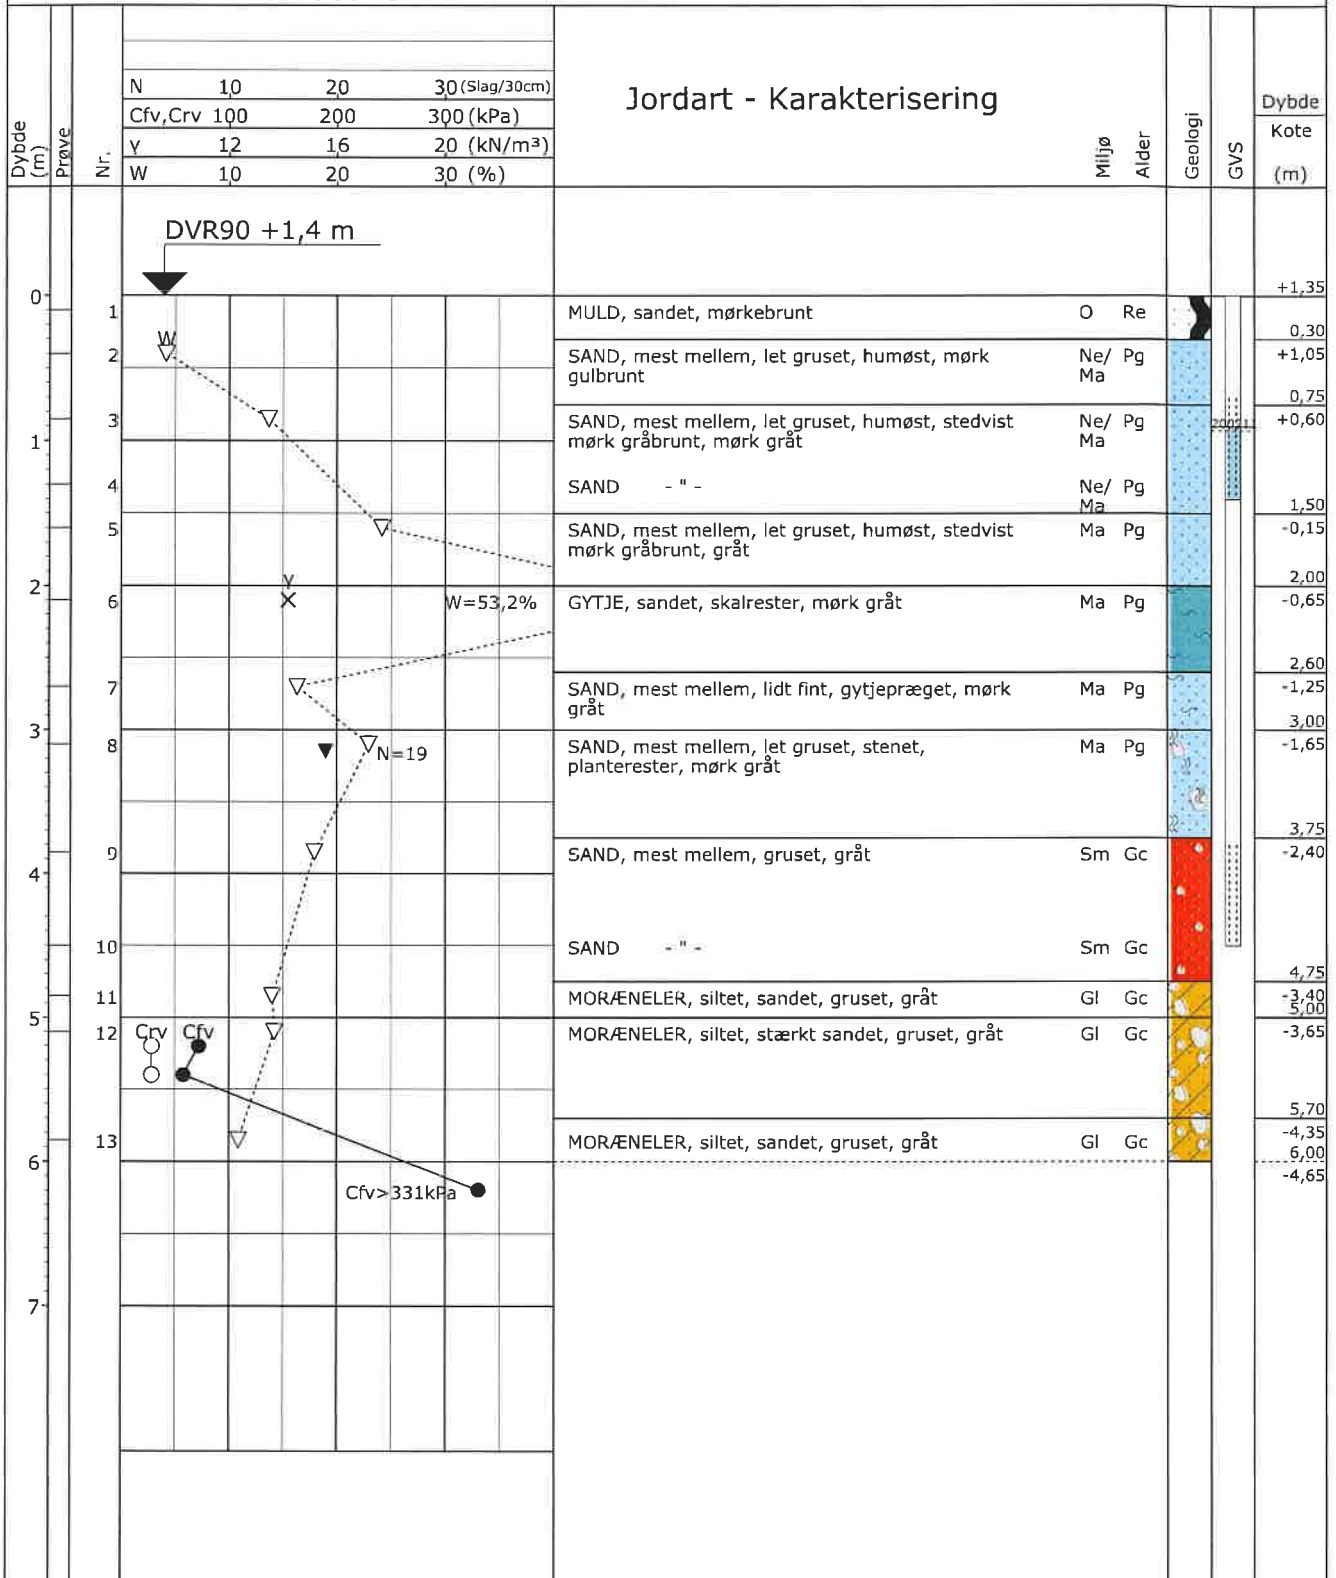 N 10 20 30 (Slag/30cm)
Cfv,Crv 100 200 300 (kPa)
γ 12 16 20 (kN/m³)
W 10 20 30 (%)
Dybde (m)
Prøve
Nr.
Jordart - Karakterisering
Miljø
Alder
Geologi
GVS
Dybde
Kote
(m)
DVR90 +1,4 m
+1,35
0
1 MULD, sandet, mørkebrunt O Re
0,30
W
2 SAND, mest mellem, let gruset, humøst, mørk Ne/ Pg +1,05
gulbrunt Ma
0,75
3 SAND, mest mellem, let gruset, humøst, stedvist Ne/ Pg +0,60
1 mørk gråbrunt, mørk gråt Ma
4 SAND - " - Ne/ Pg
Ma 1,50
5 SAND, mest mellem, let gruset, humøst, stedvist Ma Pg -0,15
mørk gråbrunt, gråt
2 γ 2,00
6 W=53,2% GYTJE, sandet, skalrester, mørk gråt Ma Pg -0,65
2,60
7 SAND, mest mellem, lidt fint, gytjepræget, mørk Ma Pg -1,25
gråt
3 3,00
8 N=19 SAND, mest mellem, let gruset, stenet, Ma Pg -1,65
planterester, mørk gråt
3,75
9 SAND, mest mellem, gruset, gråt Sm Gc -2,40
4
10 SAND - " - Sm Gc
4,75
11 MORÆNELER, siltet, sandet, gruset, gråt Gl Gc -3,40
5 5,00
12 Crv Cfv MORÆNELER, siltet, stærkt sandet, gruset, gråt Gl Gc -3,65
5,70
13 MORÆNELER, siltet, sandet, gruset, gråt Gl Gc -4,35
6 6,00
-4,65
Cfv>331kPa
7